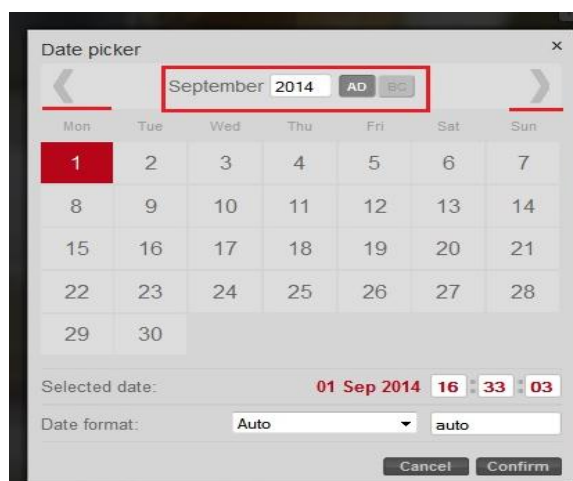 Date picker ×
September 2014 AD BC
Mon Tue Wed Thu Fri Sat Sun
1 2 3 4 5 6 7
8 9 10 11 12 13 14
15 16 17 18 19 20 21
22 23 24 25 26 27 28
29 30
Selected date: 01 Sep 2014 16 : 33 : 03
Date format: Auto auto
Cancel Confirm